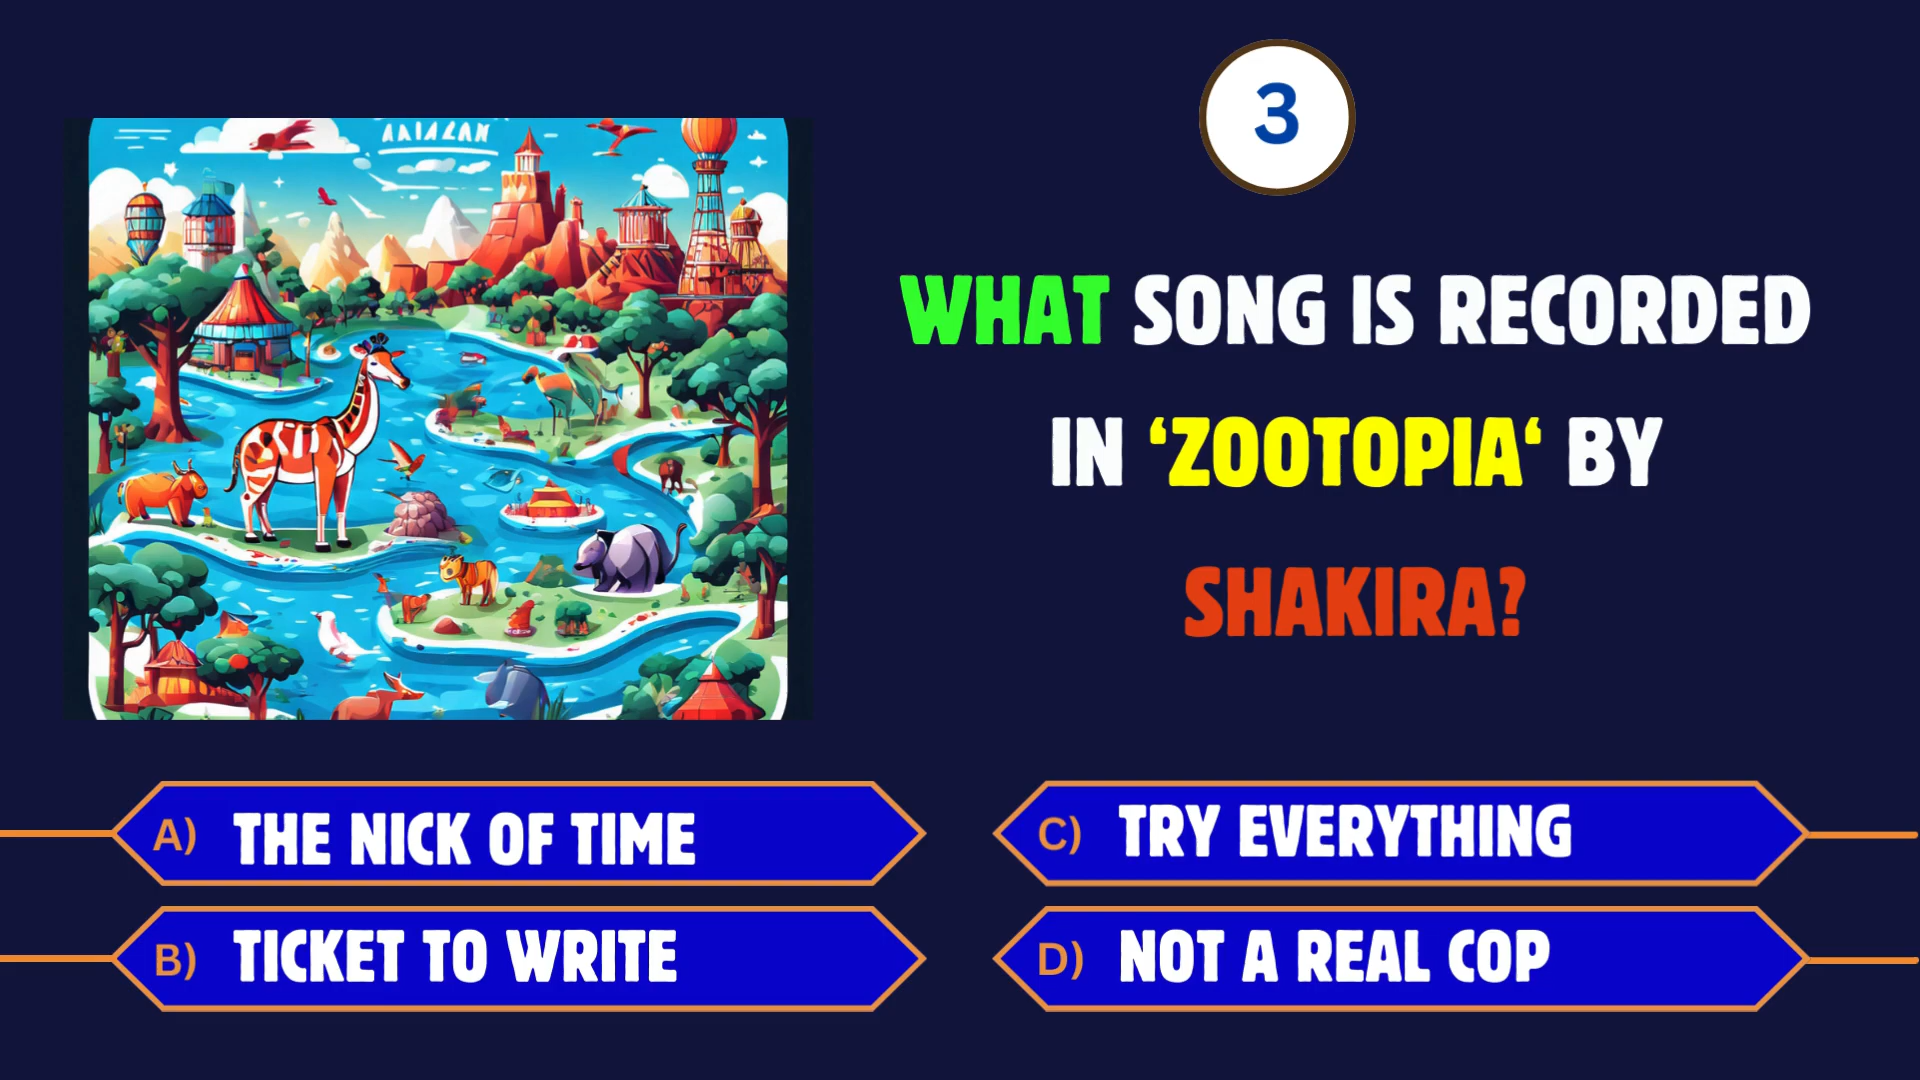 3
WHAT SONG IS RECORDED
IN ‘ZOOTOPIA‘ BY
SHAKIRA?
A) THE NICK OF TIME
C) TRY EVERYTHING
B) TICKET TO WRITE
D) NOT A REAL COP